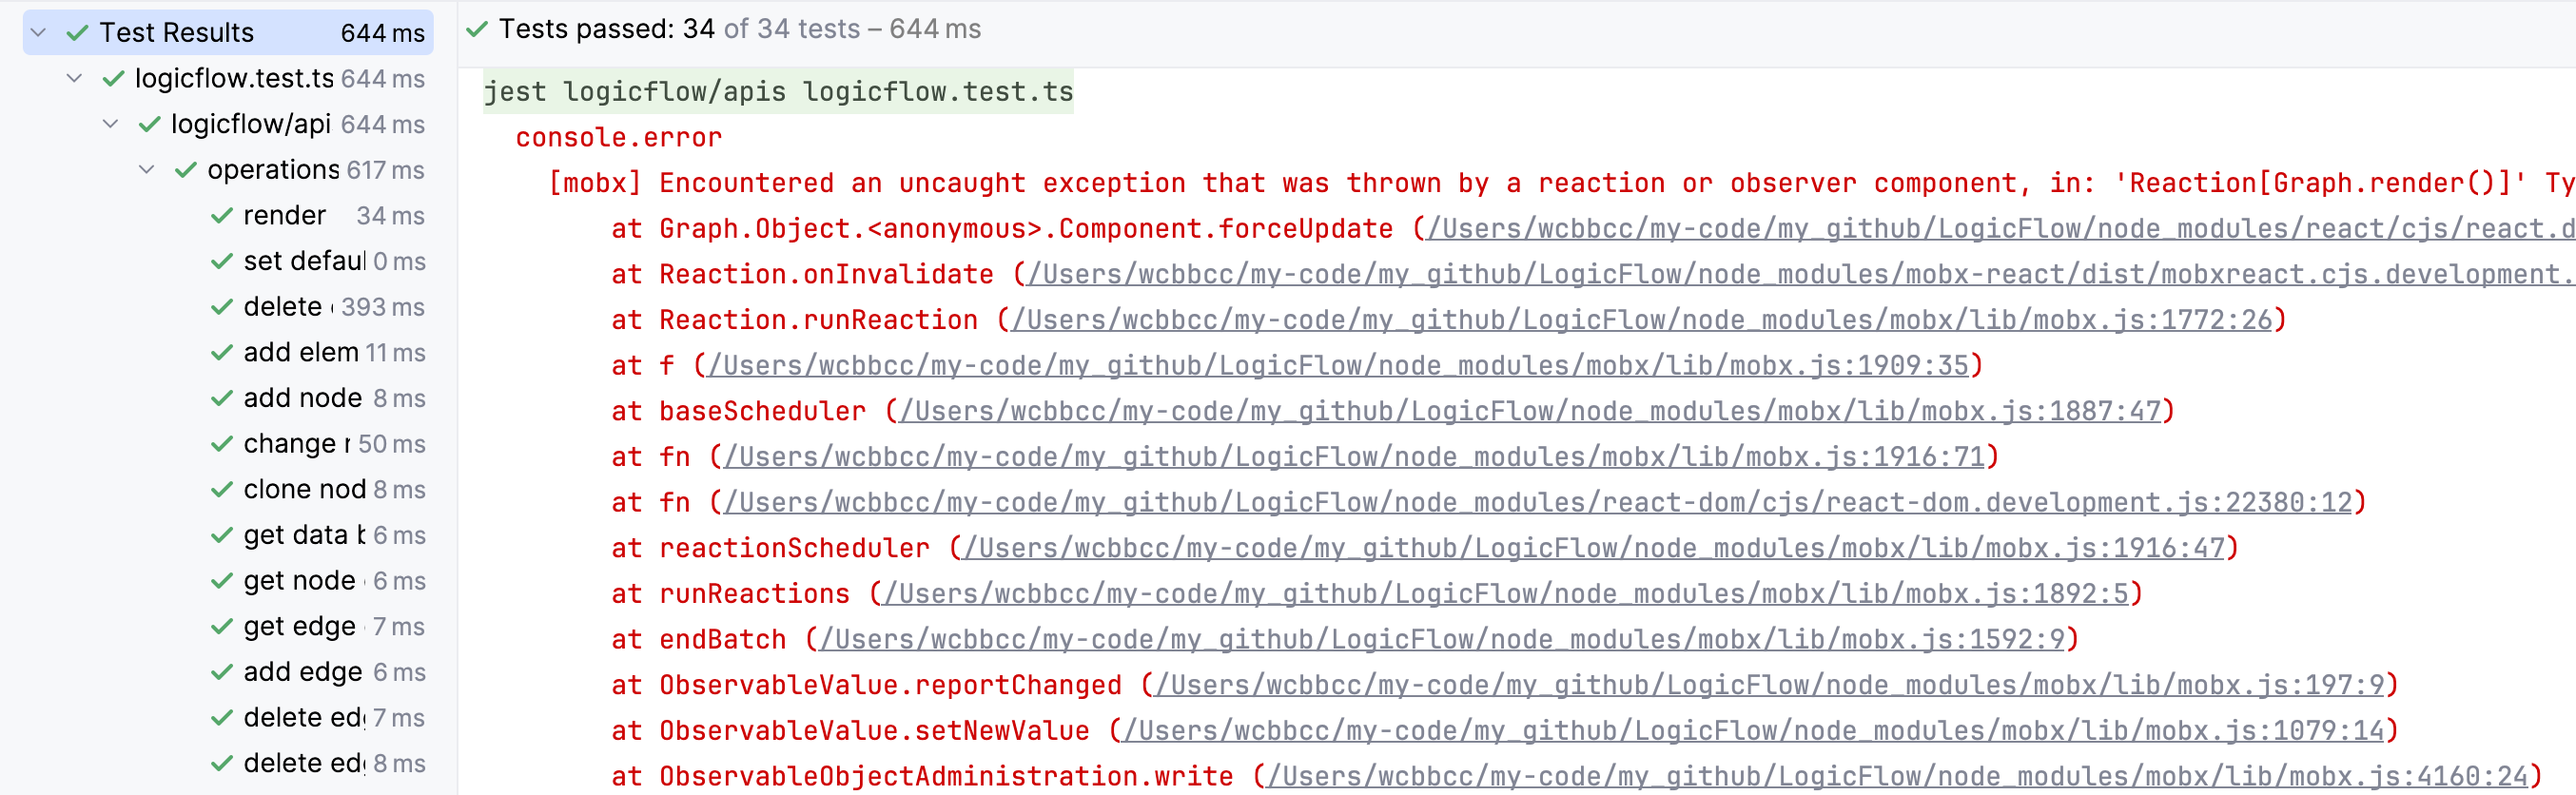 Test Results 644 ms
logicflow.test.ts 644 ms
logicflow/api 644 ms
operations 617 ms
render 34 ms
set defaul 0 ms
delete 393 ms
add elem 11 ms
add node 8 ms
change r 50 ms
clone nod 8 ms
get data b 6 ms
get node 6 ms
get edge 7 ms
add edge 6 ms
delete ed 7 ms
delete ed 8 ms
Tests passed: 34 of 34 tests – 644 ms
jest logicflow/apis logicflow.test.ts
console.error
[mobx] Encountered an uncaught exception that was thrown by a reaction or observer component, in: 'Reaction[Graph.render()]' Ty
at Graph.Object.<anonymous>.Component.forceUpdate (/Users/wcbbcc/my-code/my_github/LogicFlow/node_modules/react/cjs/react.d
at Reaction.onInvalidate (/Users/wcbbcc/my-code/my_github/LogicFlow/node_modules/mobx-react/dist/mobxreact.cjs.development.
at Reaction.runReaction (/Users/wcbbcc/my-code/my_github/LogicFlow/node_modules/mobx/lib/mobx.js:1772:26)
at f (/Users/wcbbcc/my-code/my_github/LogicFlow/node_modules/mobx/lib/mobx.js:1909:35)
at baseScheduler (/Users/wcbbcc/my-code/my_github/LogicFlow/node_modules/mobx/lib/mobx.js:1887:47)
at fn (/Users/wcbbcc/my-code/my_github/LogicFlow/node_modules/mobx/lib/mobx.js:1916:71)
at fn (/Users/wcbbcc/my-code/my_github/LogicFlow/node_modules/react-dom/cjs/react-dom.development.js:22380:12)
at reactionScheduler (/Users/wcbbcc/my-code/my_github/LogicFlow/node_modules/mobx/lib/mobx.js:1916:47)
at runReactions (/Users/wcbbcc/my-code/my_github/LogicFlow/node_modules/mobx/lib/mobx.js:1892:5)
at endBatch (/Users/wcbbcc/my-code/my_github/LogicFlow/node_modules/mobx/lib/mobx.js:1592:9)
at ObservableValue.reportChanged (/Users/wcbbcc/my-code/my_github/LogicFlow/node_modules/mobx/lib/mobx.js:197:9)
at ObservableValue.setNewValue (/Users/wcbbcc/my-code/my_github/LogicFlow/node_modules/mobx/lib/mobx.js:1079:14)
at ObservableObjectAdministration.write (/Users/wcbbcc/my-code/my_github/LogicFlow/node_modules/mobx/lib/mobx.js:4160:24)